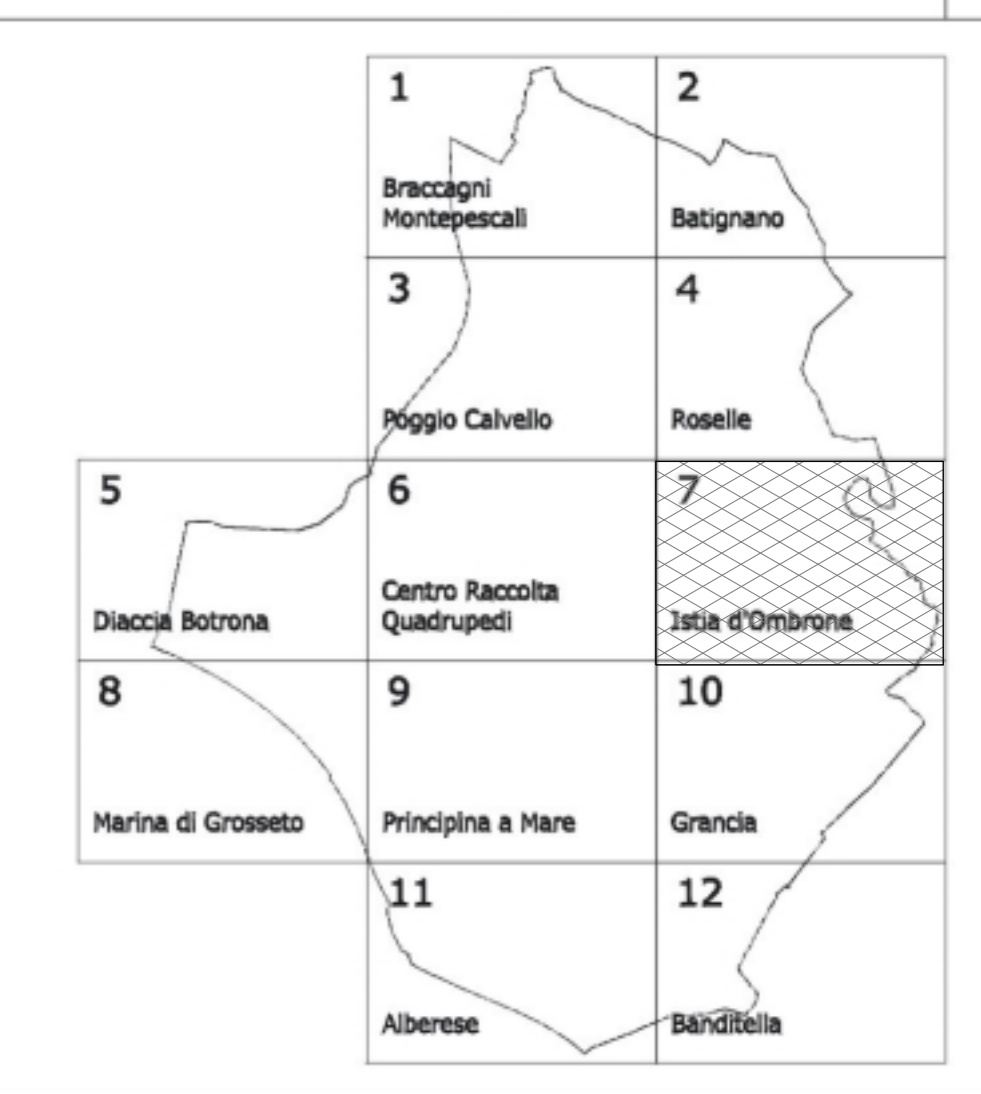 1
Braccagni
Montepescali
2
Batignano
3
Poggio Calvello
4
Roselle
5
Diaccia Botrona
6
Centro Raccolta
Quadrupedi
7
Istia d'Ombrone
8
Marina di Grosseto
9
Principina a Mare
10
Grancia
11
Alberese
12
Banditella